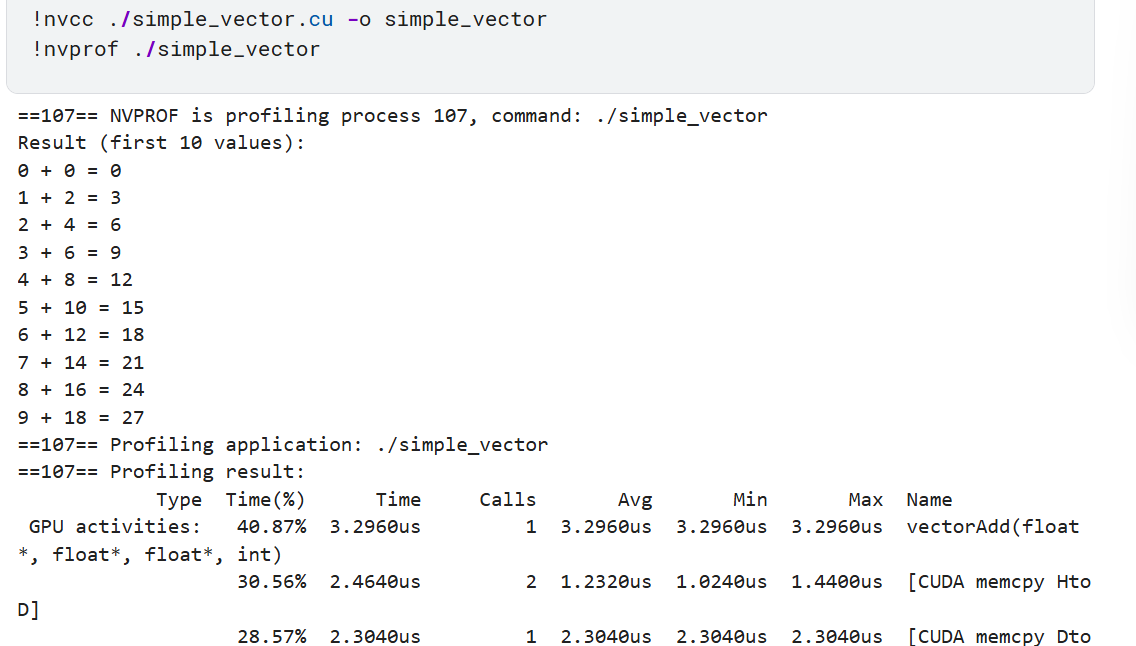 !nvcc ./simple_vector.cu -o simple_vector
!nvprof ./simple_vector
==107== NVPROF is profiling process 107, command: ./simple_vector
Result (first 10 values):
0 + 0 = 0
1 + 2 = 3
2 + 4 = 6
3 + 6 = 9
4 + 8 = 12
5 + 10 = 15
6 + 12 = 18
7 + 14 = 21
8 + 16 = 24
9 + 18 = 27
==107== Profiling application: ./simple_vector
==107== Profiling result:
            Type  Time(%)      Time     Calls       Avg       Min       Max  Name
 GPU activities:   40.87%  3.2960us         1  3.2960us  3.2960us  3.2960us  vectorAdd(float
*, float*, float*, int)
                   30.56%  2.4640us         2  1.2320us  1.0240us  1.4400us  [CUDA memcpy Hto
D]
                   28.57%  2.3040us         1  2.3040us  2.3040us  2.3040us  [CUDA memcpy Dto